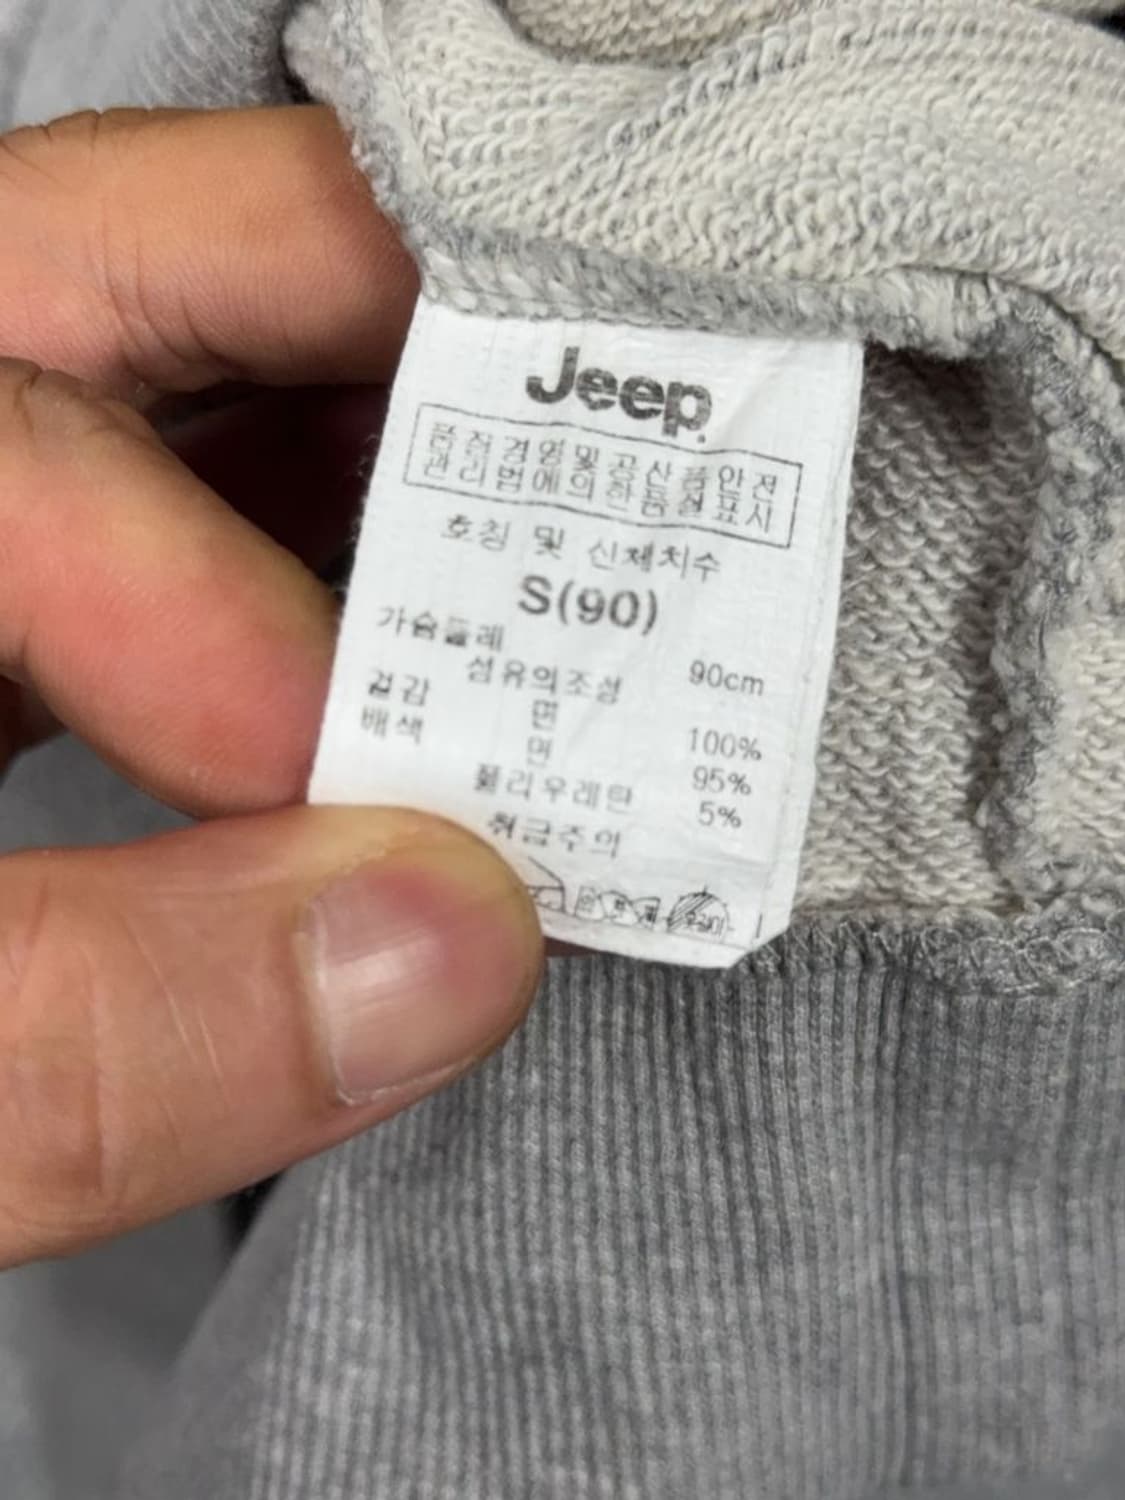 Jeep
품질경영및공산품안전
관리법에의한품질표시
호칭 및 신체치수
S(90)
가슴둘레 90cm
섬유의조성
겉감 면 100%
배색 면 95%
폴리우레탄 5%
취급주의